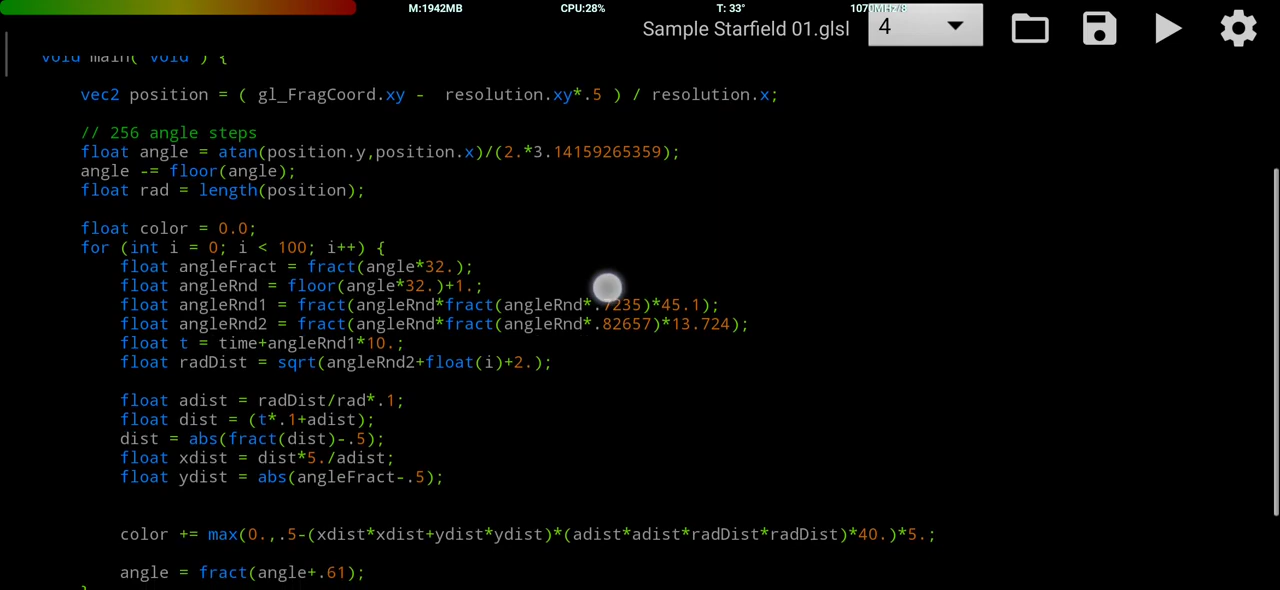 M:1942MB CPU:28% T: 33° 1070MHz/8
Sample Starfield 01.glsl 4
void main( void ) {
vec2 position = ( gl_FragCoord.xy -  resolution.xy*.5 ) / resolution.x;
// 256 angle steps
float angle = atan(position.y,position.x)/(2.*3.14159265359);
angle -= floor(angle);
float rad = length(position);
float color = 0.0;
for (int i = 0; i < 100; i++) {
float angleFract = fract(angle*32.);
float angleRnd = floor(angle*32.)+1.;
float angleRnd1 = fract(angleRnd*fract(angleRnd*.7235)*45.1);
float angleRnd2 = fract(angleRnd*fract(angleRnd*.82657)*13.724);
float t = time+angleRnd1*10.;
float radDist = sqrt(angleRnd2+float(i)+2.);
float adist = radDist/rad*.1;
float dist = (t*.1+adist);
dist = abs(fract(dist)-.5);
float xdist = dist*5./adist;
float ydist = abs(angleFract-.5);
color += max(0.,.5-(xdist*xdist+ydist*ydist)*(adist*adist*radDist*radDist)*40.)*5.;
angle = fract(angle+.61);
}